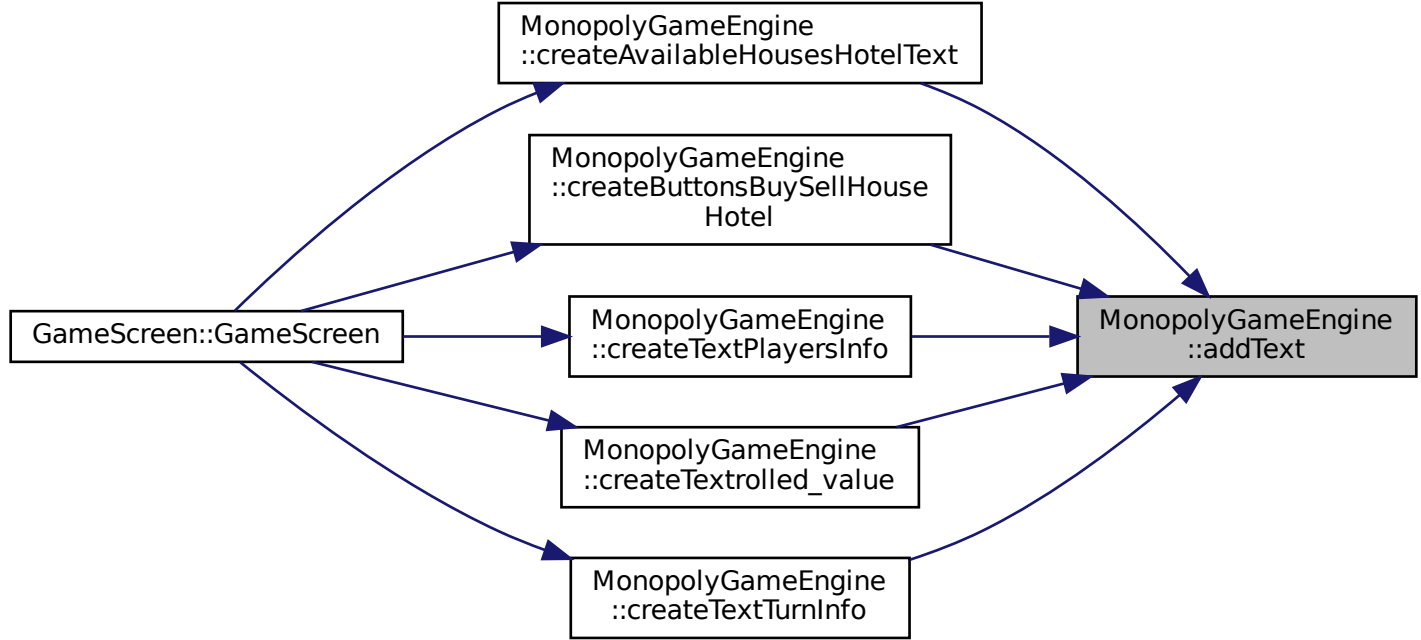 MonopolyGameEngine
::createAvailableHousesHotelText
MonopolyGameEngine
::createButtonsBuySellHouse
Hotel
GameScreen::GameScreen
MonopolyGameEngine
::createTextPlayersInfo
MonopolyGameEngine
::addText
MonopolyGameEngine
::createTextrolled_value
MonopolyGameEngine
::createTextTurnInfo